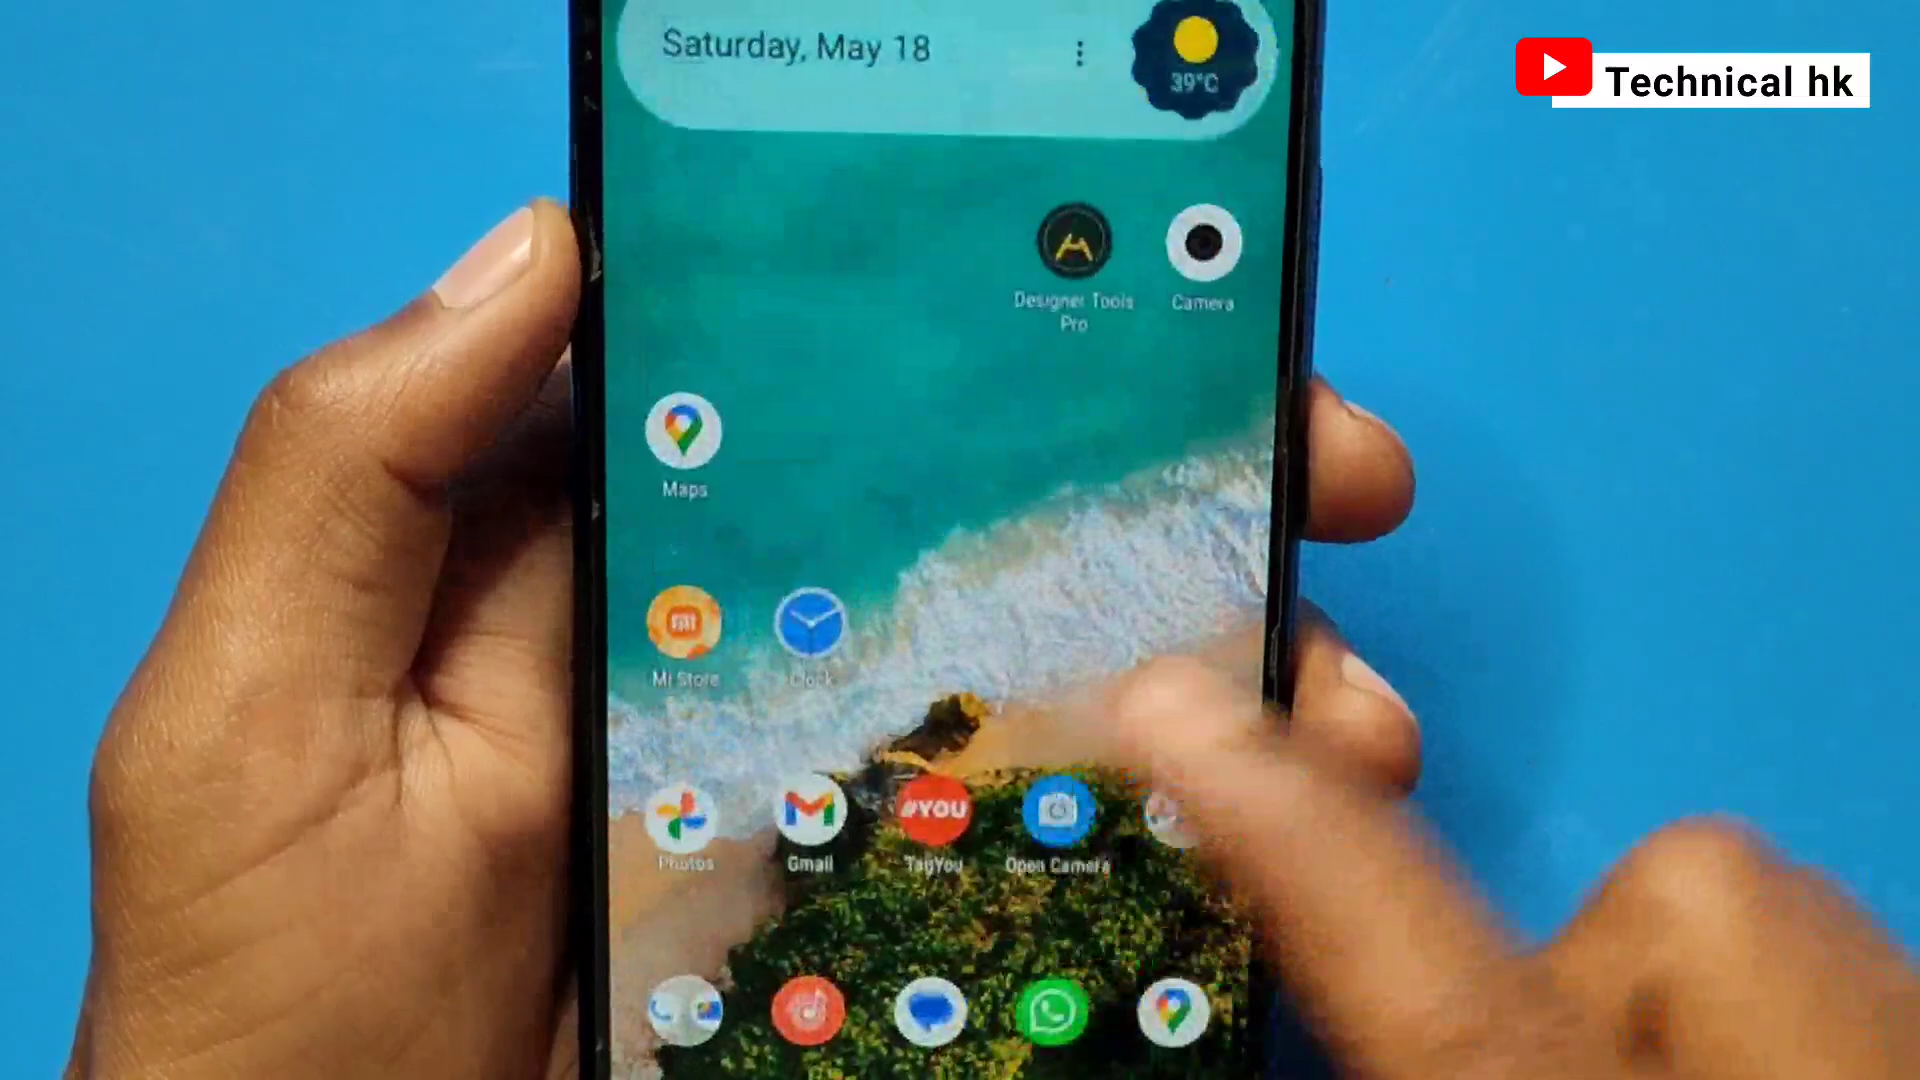 Saturday, May 18
39°C
Technical hk
Designer Tools
Pro
Camera
Maps
mi
Mi Store
Clock
#YOU
Photos
Gmail
TagYou
Open Camera